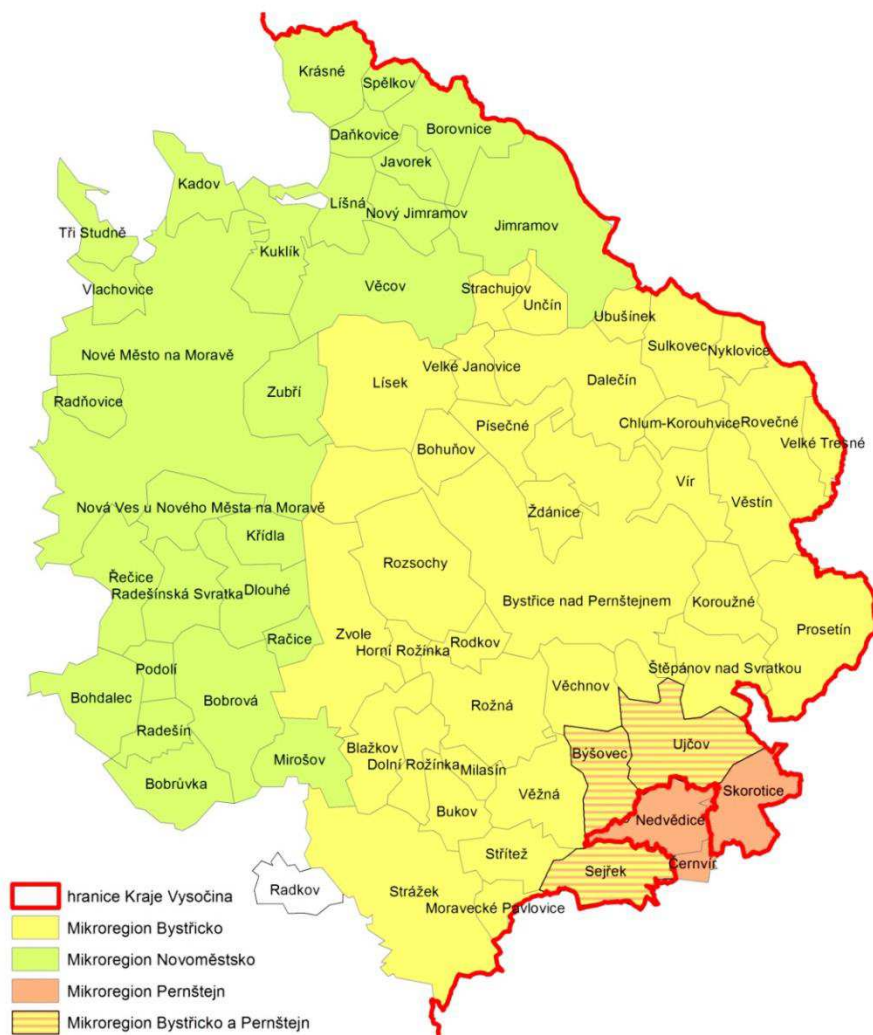 Krásné
Spělkov
Daňkovice
Borovnice
Javorek
Kadov
Líšná
Nový Jimramov
Jimramov
Tři Studně
Kuklík
Vlachovice
Věcov
Strachujov
Unčín
Ubušínek
Sulkovec
Nyklovice
Nové Město na Moravě
Velké Janovice
Dalečín
Lísek
Zubří
Radňovice
Písečné
Chlum-Korouhvice
Rovečné
Velké Tresné
Bohuňov
Vír
Věstín
Nová Ves u Nového Města na Moravě
Ždánice
Křídla
Rozsochy
Řečice
Radešínská Svratka
Dlouhé
Bystřice nad Pernštejnem
Koroužné
Prosetín
Račice
Zvole
Horní Rožínka
Rodkov
Podolí
Bohdalec
Bobrová
Štěpánov nad Svratkou
Věchnov
Rožná
Radešín
Blažkov
Býšovec
Ujčov
Mirošov
Dolní Rožínka
Milasín
Bobrůvka
Skorotice
Věžná
Bukov
Nedvědice
Střítež
Černvír
Sejřek
Radkov
Strážek
Moravecké Pavlovice
hranice Kraje Vysočina
Mikroregion Bystřicko
Mikroregion Novoměstsko
Mikroregion Pernštejn
Mikroregion Bystřicko a Pernštejn